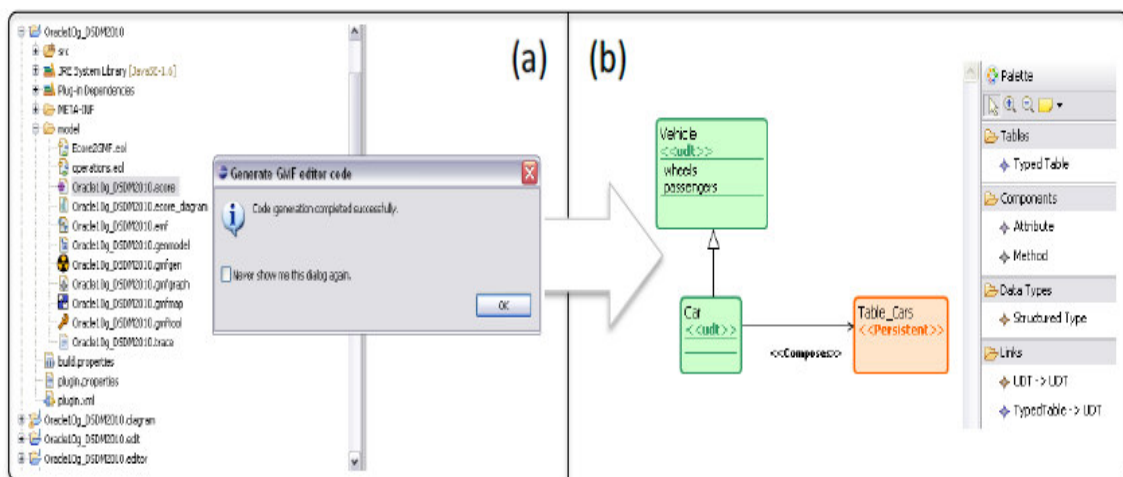 Oracle10g_DSDM2010
src
JRE System Library [JavaSE-1.6]
Plug-in Dependencies
META-INF
model
Ecore2GMF.eol
operations.eol
Oracle10g_DSDM2010.ecore
Oracle10g_DSDM2010.ecore_diagram
Oracle10g_DSDM2010.emf
Oracle10g_DSDM2010.genmodel
Oracle10g_DSDM2010.gmfgen
Oracle10g_DSDM2010.gmfgraph
Oracle10g_DSDM2010.gmfmap
Oracle10g_DSDM2010.gmftool
Oracle10g_DSDM2010.trace
build.properties
plugin.properties
plugin.xml
Oracle10g_DSDM2010.diagram
Oracle10g_DSDM2010.edit
Oracle10g_DSDM2010.editor
(a)
Generate GMF editor code
Code generation completed successfully.
Never show me this dialog again.
OK
(b)
Vehicle
<<udt>>
wheels
passengers
Car
<<udt>>
<<Compose>>
Table_Cars
<<Persistent>>
Palette
Tables
Typed Table
Components
Attribute
Method
Data Types
Structured Type
Links
UDT -> UDT
TypedTable -> UDT